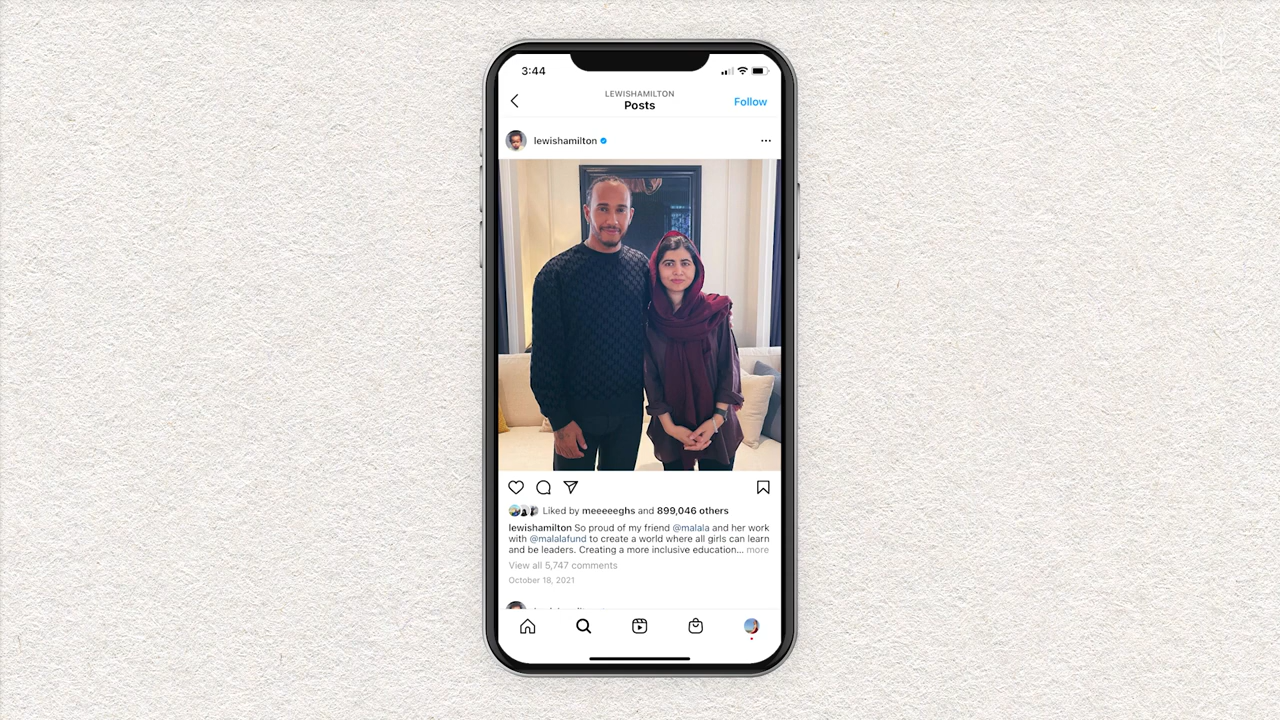 3:44
LEWISHAMILTON
Posts
Follow
lewishamilton
Liked by meeeeeghs and 899,046 others
lewishamilton So proud of my friend @malala and her work
with @malalafund to create a world where all girls can learn
and be leaders. Creating a more inclusive education... more
View all 5,747 comments
October 18, 2021